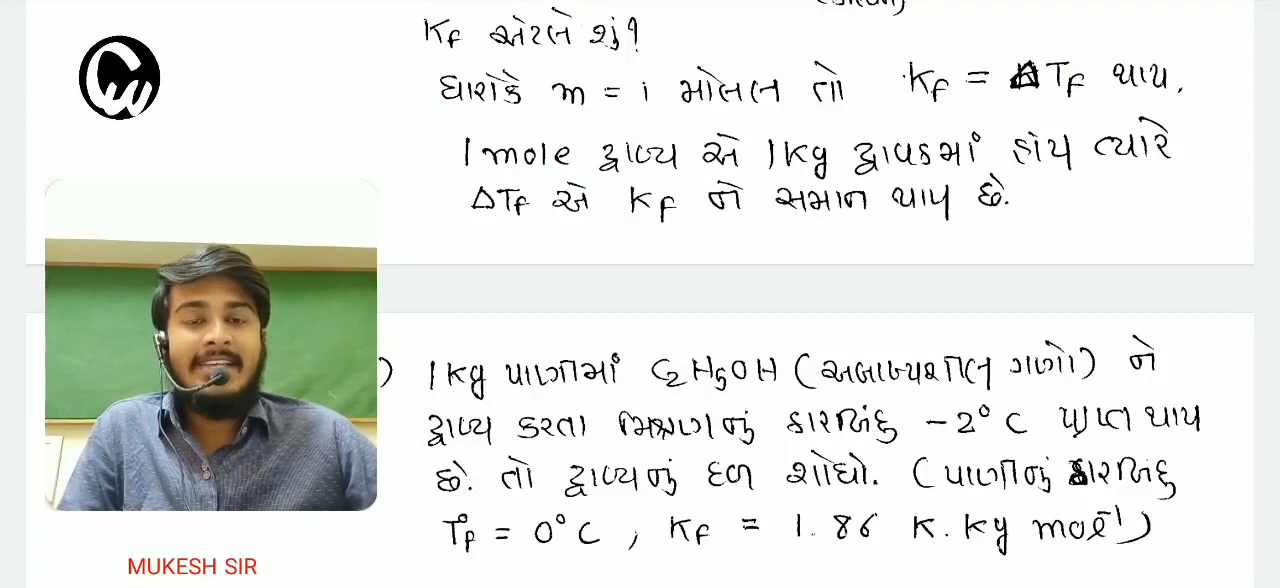 Kf એટલે શું?
ધારોકે m = 1 મોલલ તો Kf = ΔTf થાય.
1 mole દ્રાવ્ય એ 1 Kg દ્રાવકમાં હોય ત્યારે
ΔTf એ Kf ને સમાન થાય છે.
) 1 Kg પાણીમાં C2H5OH (અબાષ્પશીલ ગણો) ને
દ્રાવ્ય કરતા મિશ્રણનું ઠારબિંદુ -2°C પ્રાપ્ત થાય
છે. તો દ્રાવ્યનું દળ શોધો. (પાણીનું ઠારબિંદુ
T°f = 0°C , Kf = 1.86 K.Kg mol⁻¹)
MUKESH SIR